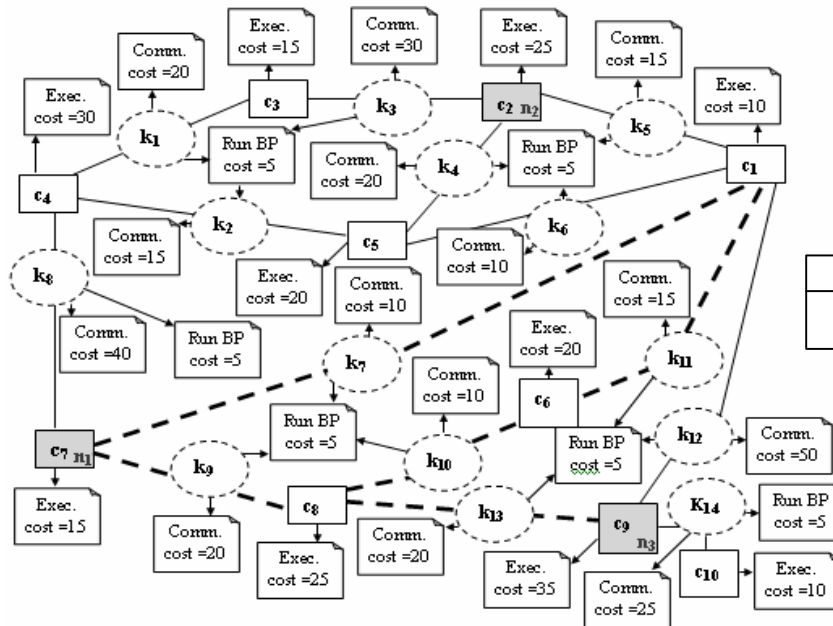 Exec.
cost =15
Comm.
cost =30
Exec.
cost =25
Comm.
cost =20
Comm.
cost =15
Exec.
cost =10
Exec.
cost =30
c3
k3
c2 n2
k1
k5
Run BP
cost =5
k4
Run BP
cost =5
c1
Comm.
cost =20
c4
k2
c5
k6
Comm.
cost =15
Comm.
cost =10
Exec.
cost =20
k8
Comm.
cost =10
Comm.
cost =15
Comm.
cost =40
Run BP
cost =5
Exec.
cost =20
k7
k11
c6
Comm.
cost =10
Run BP
cost =5
Run BP
cost =5
k12
Comm.
cost =50
c7 n1
k9
k10
Exec.
cost =15
c8
k13
c9 n3
K14
Run BP
cost =5
Comm.
cost =20
Exec.
cost =25
Comm.
cost =20
c10
Exec.
cost =35
Comm.
cost =25
Exec.
cost =10